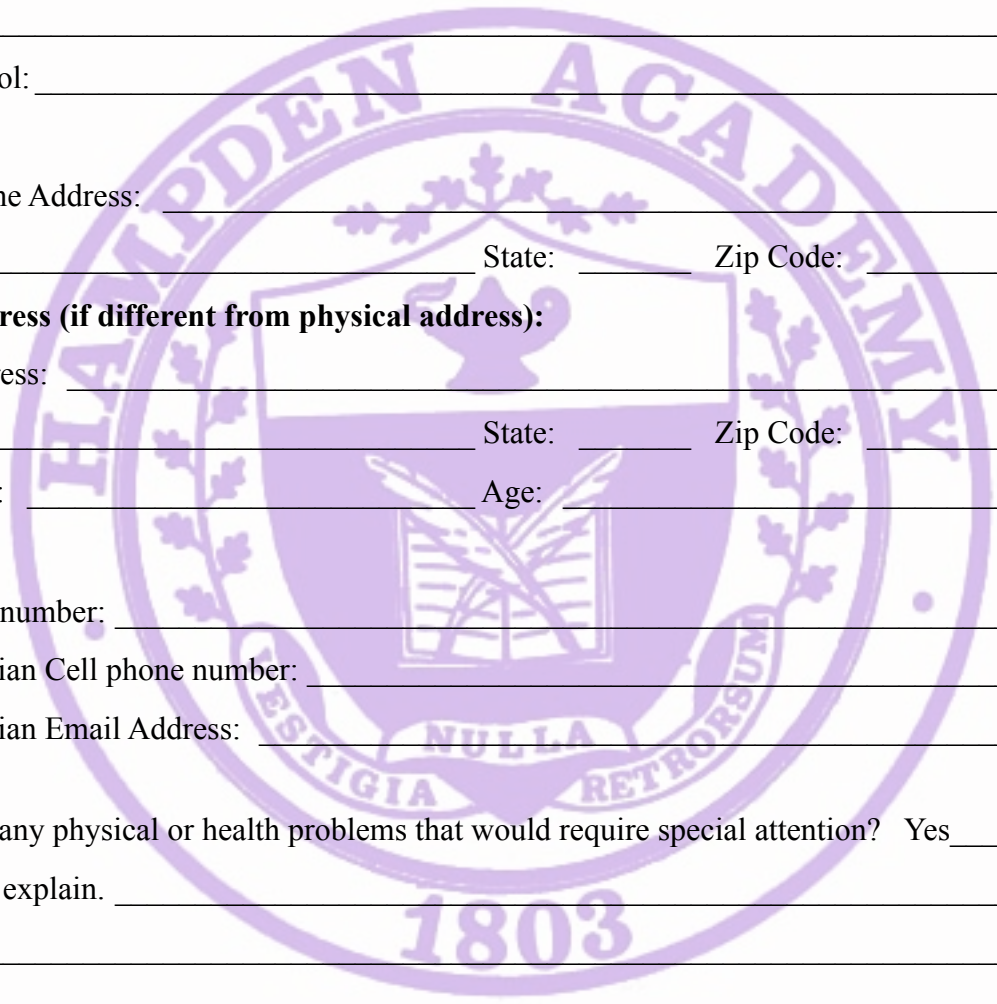 ol:
ne Address:
State: Zip Code:
ress (if different from physical address):
ess:
State: Zip Code:
: Age:
number:
ian Cell phone number:
ian Email Address:
any physical or health problems that would require special attention? Yes
explain.
HAMPDEN ACADEMY
VESTIGIA NULLA RETRORSUM
1803